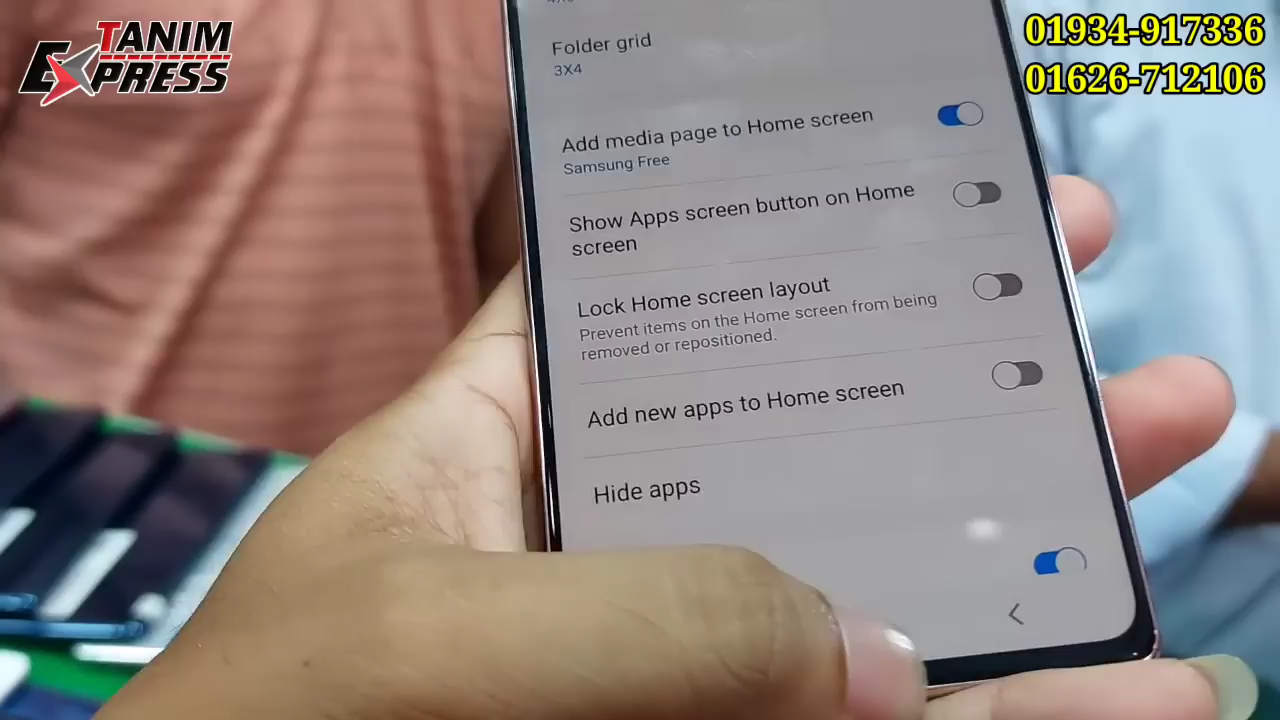 TANIM
EXPRESS
01934-917336
01626-712106
Folder grid
3X4
Add media page to Home screen
Samsung Free
Show Apps screen button on Home
screen
Lock Home screen layout
Prevent items on the Home screen from being
removed or repositioned.
Add new apps to Home screen
Hide apps